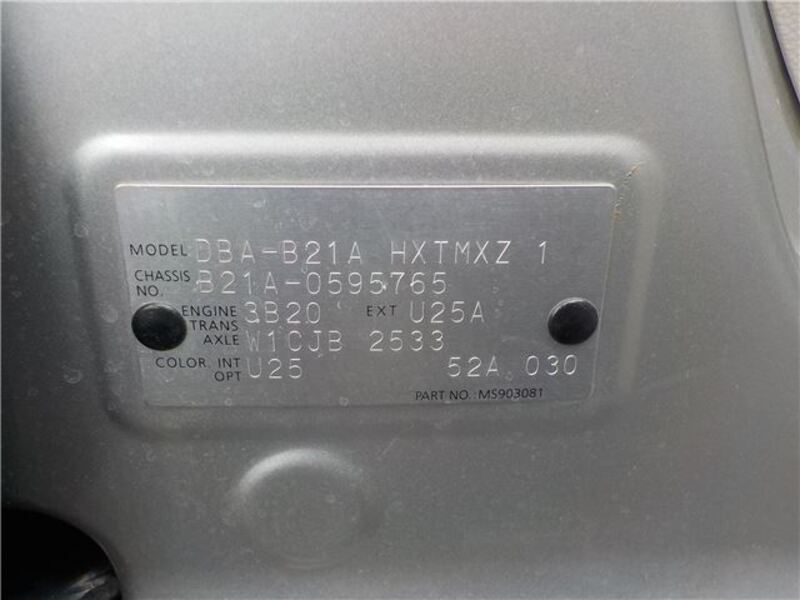 MODEL DBA-B21A HXTMXZ 1
CHASSIS NO. B21A-0595765
ENGINE 3B20 EXT U25A
TRANS AXLE W1CJB 2533
COLOR. INT OPT U25 52A 030
PART NO. MS903081